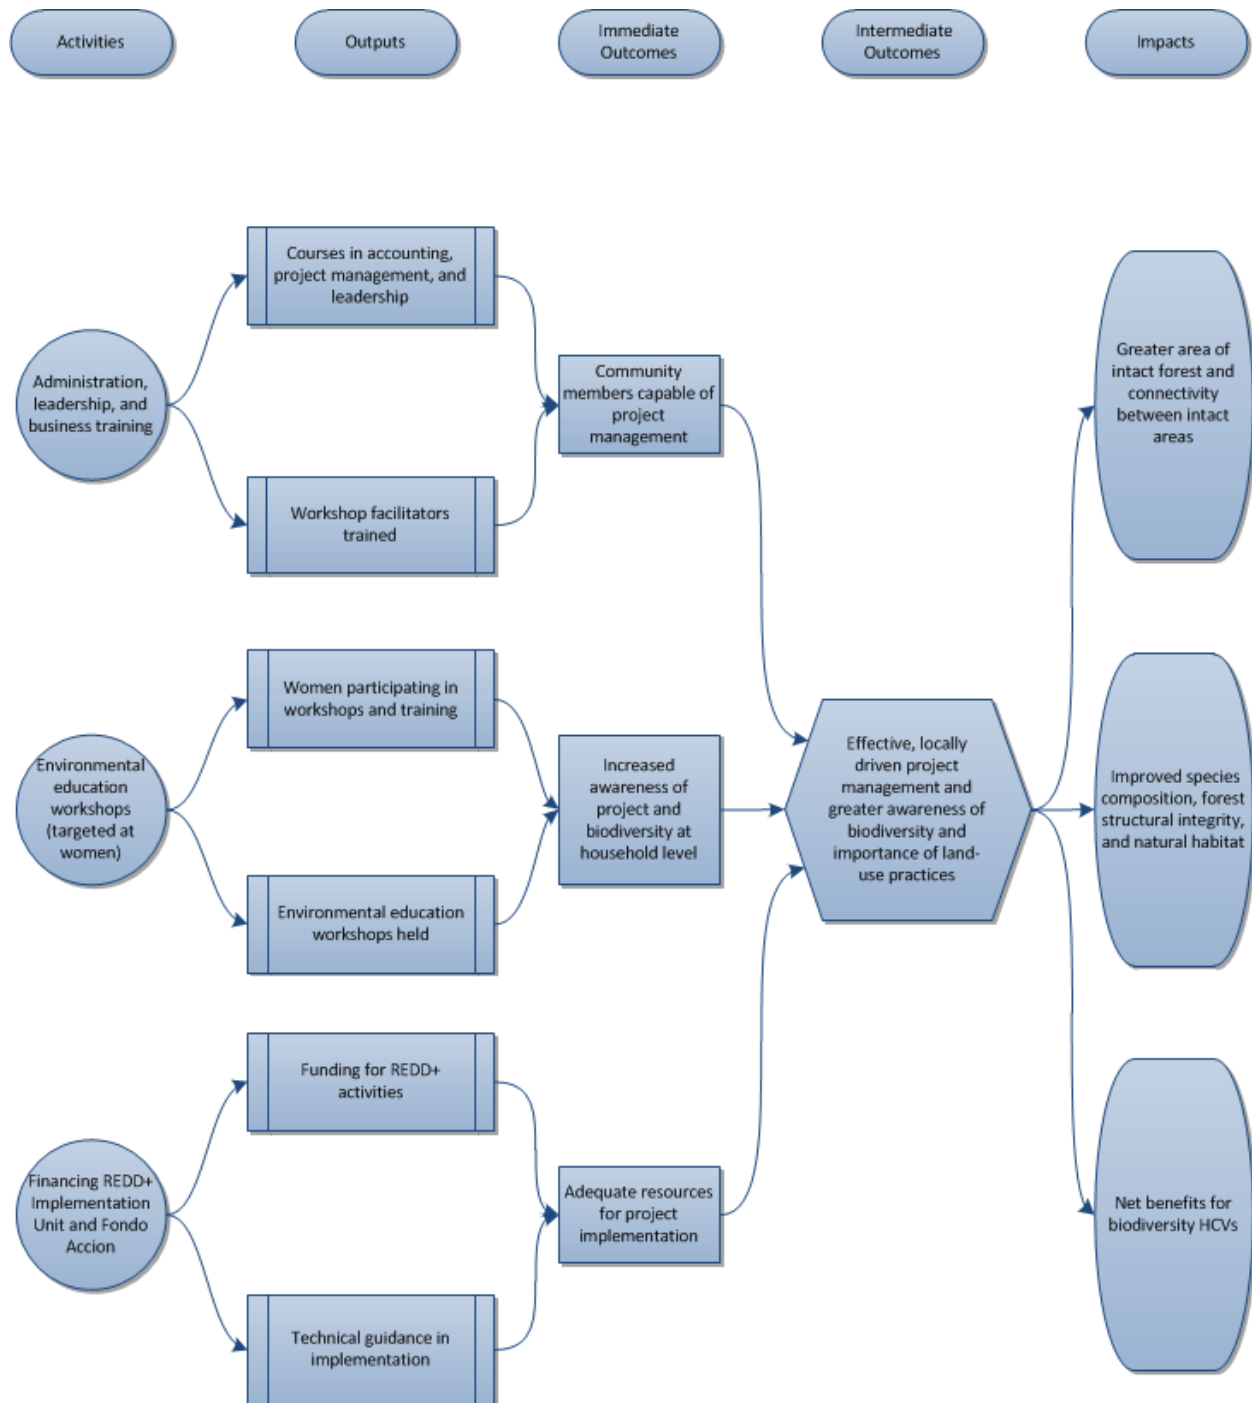 Activities
Outputs
Immediate
Outcomes
Intermediate
Outcomes
Impacts
Administration,
leadership, and
business training
Courses in accounting,
project management, and
leadership
Workshop facilitators
trained
Community
members capable of
project
management
Environmental
education
workshops
(targeted at
women)
Women participating in
workshops and training
Environmental education
workshops held
Increased
awareness of
project and
biodiversity at
household level
Financing REDD+
Implementation
Unit and Fondo
Accion
Funding for REDD+
activities
Technical guidance in
implementation
Adequate resources
for project
implementation
Effective, locally
driven project
management and
greater awareness of
biodiversity and
importance of land-
use practices
Greater area of
intact forest and
connectivity
between intact
areas
Improved species
composition, forest
structural integrity,
and natural habitat
Net benefits for
biodiversity HCVs